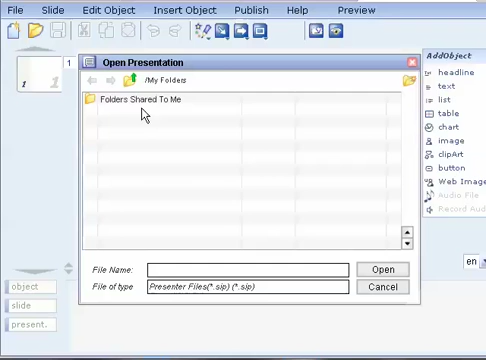 File Slide Edit Object Insert Object Publish Help Preview
Open Presentation
/My Folders
Folders Shared To Me
File Name:
Open
File of type
Presenter Files(*.sip) (*.sip)
Cancel
1
i 1
AddObject
headline
text
list
table
chart
image
clipArt
button
Web Image
Audio File
Record Aud
en
object
slide
present.